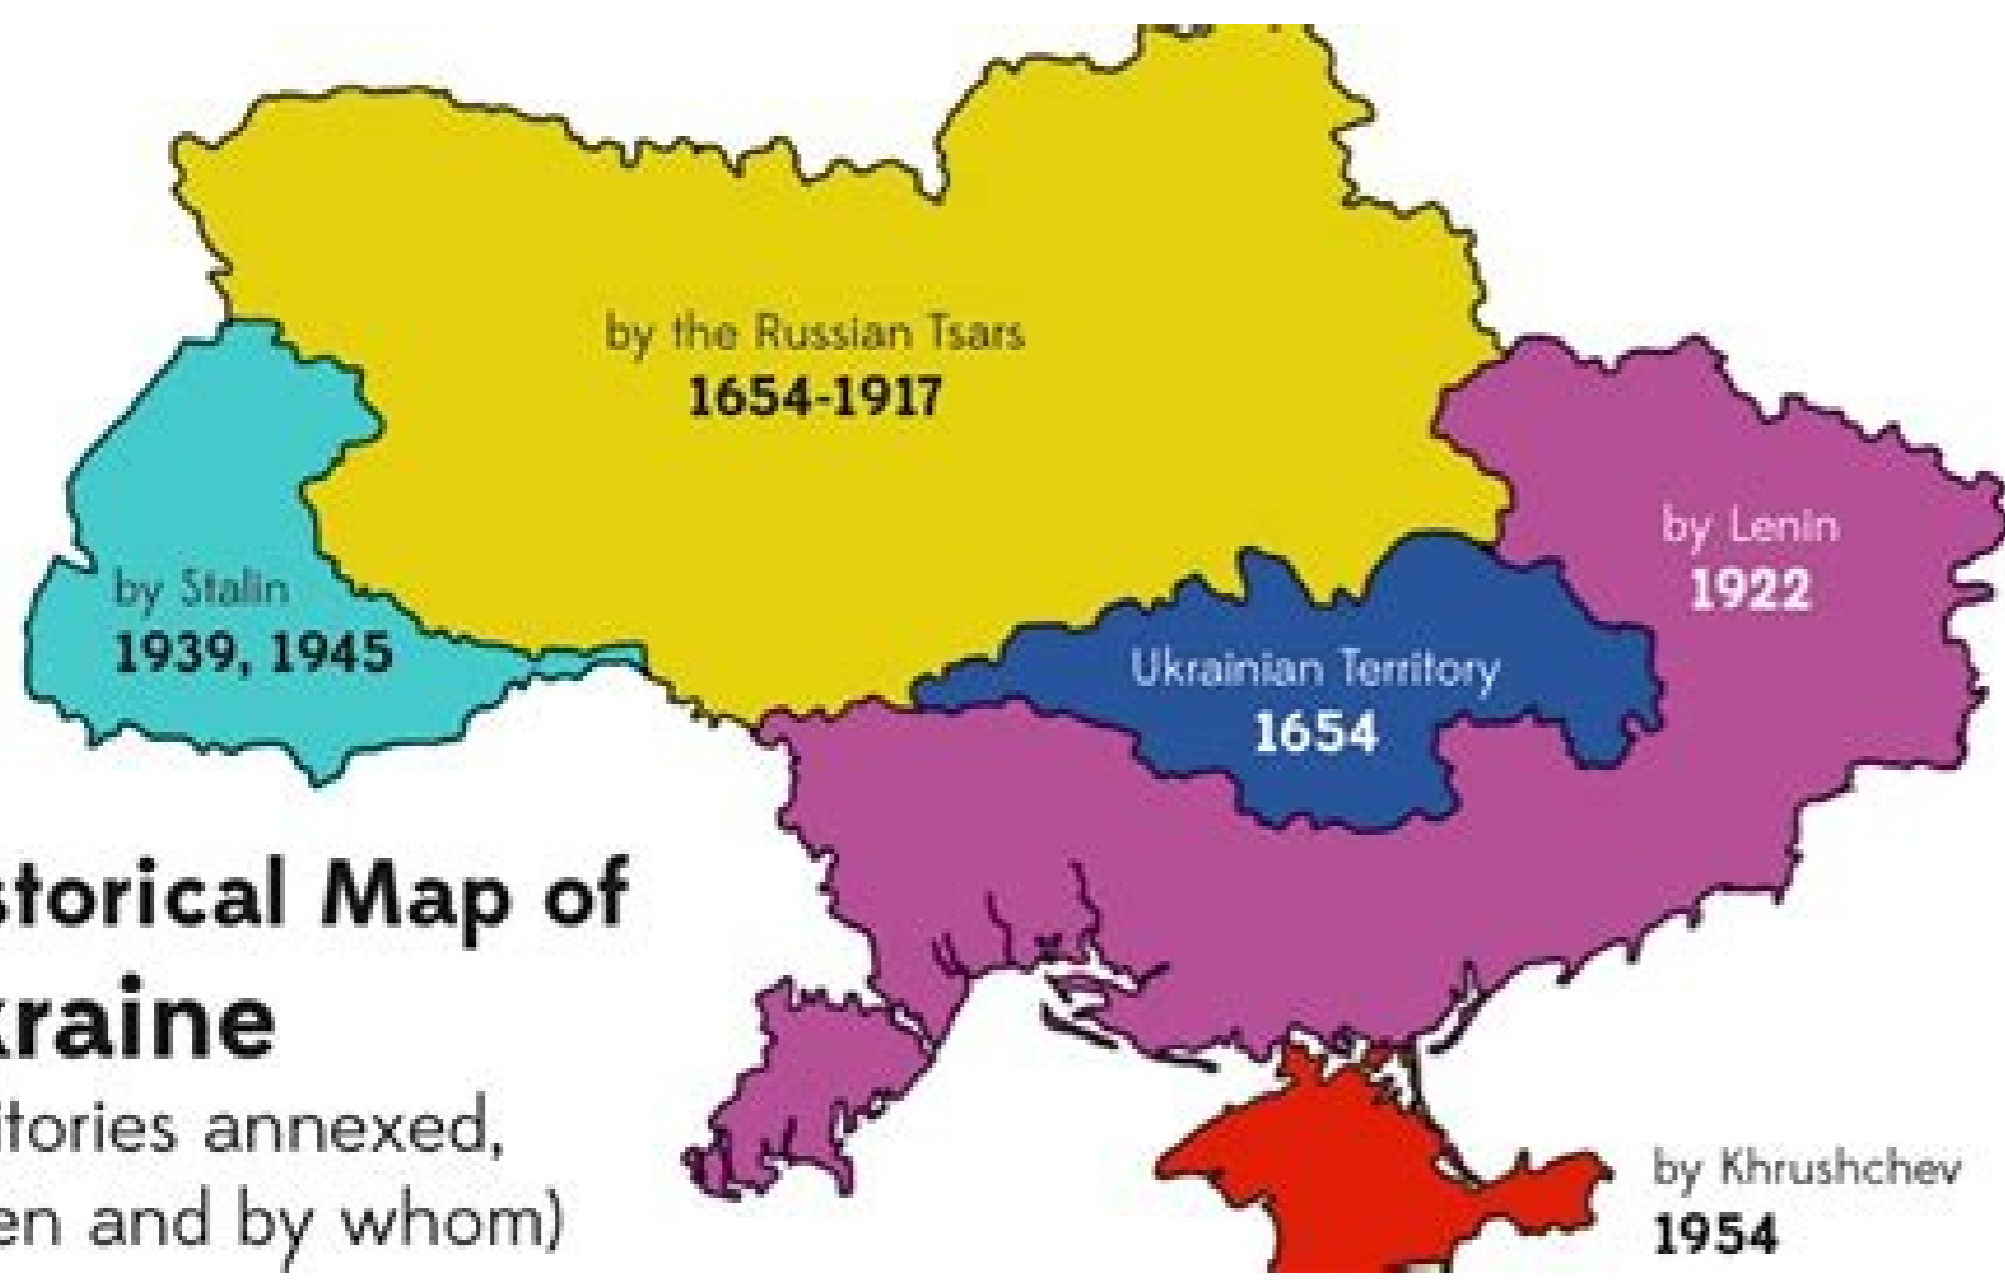 by the Russian Tsars
1654-1917
by Lenin
1922
by Stalin
1939, 1945
Ukrainian Territory
1654
storical Map of
kraine
itories annexed,
en and by whom)
by Khrushchev
1954